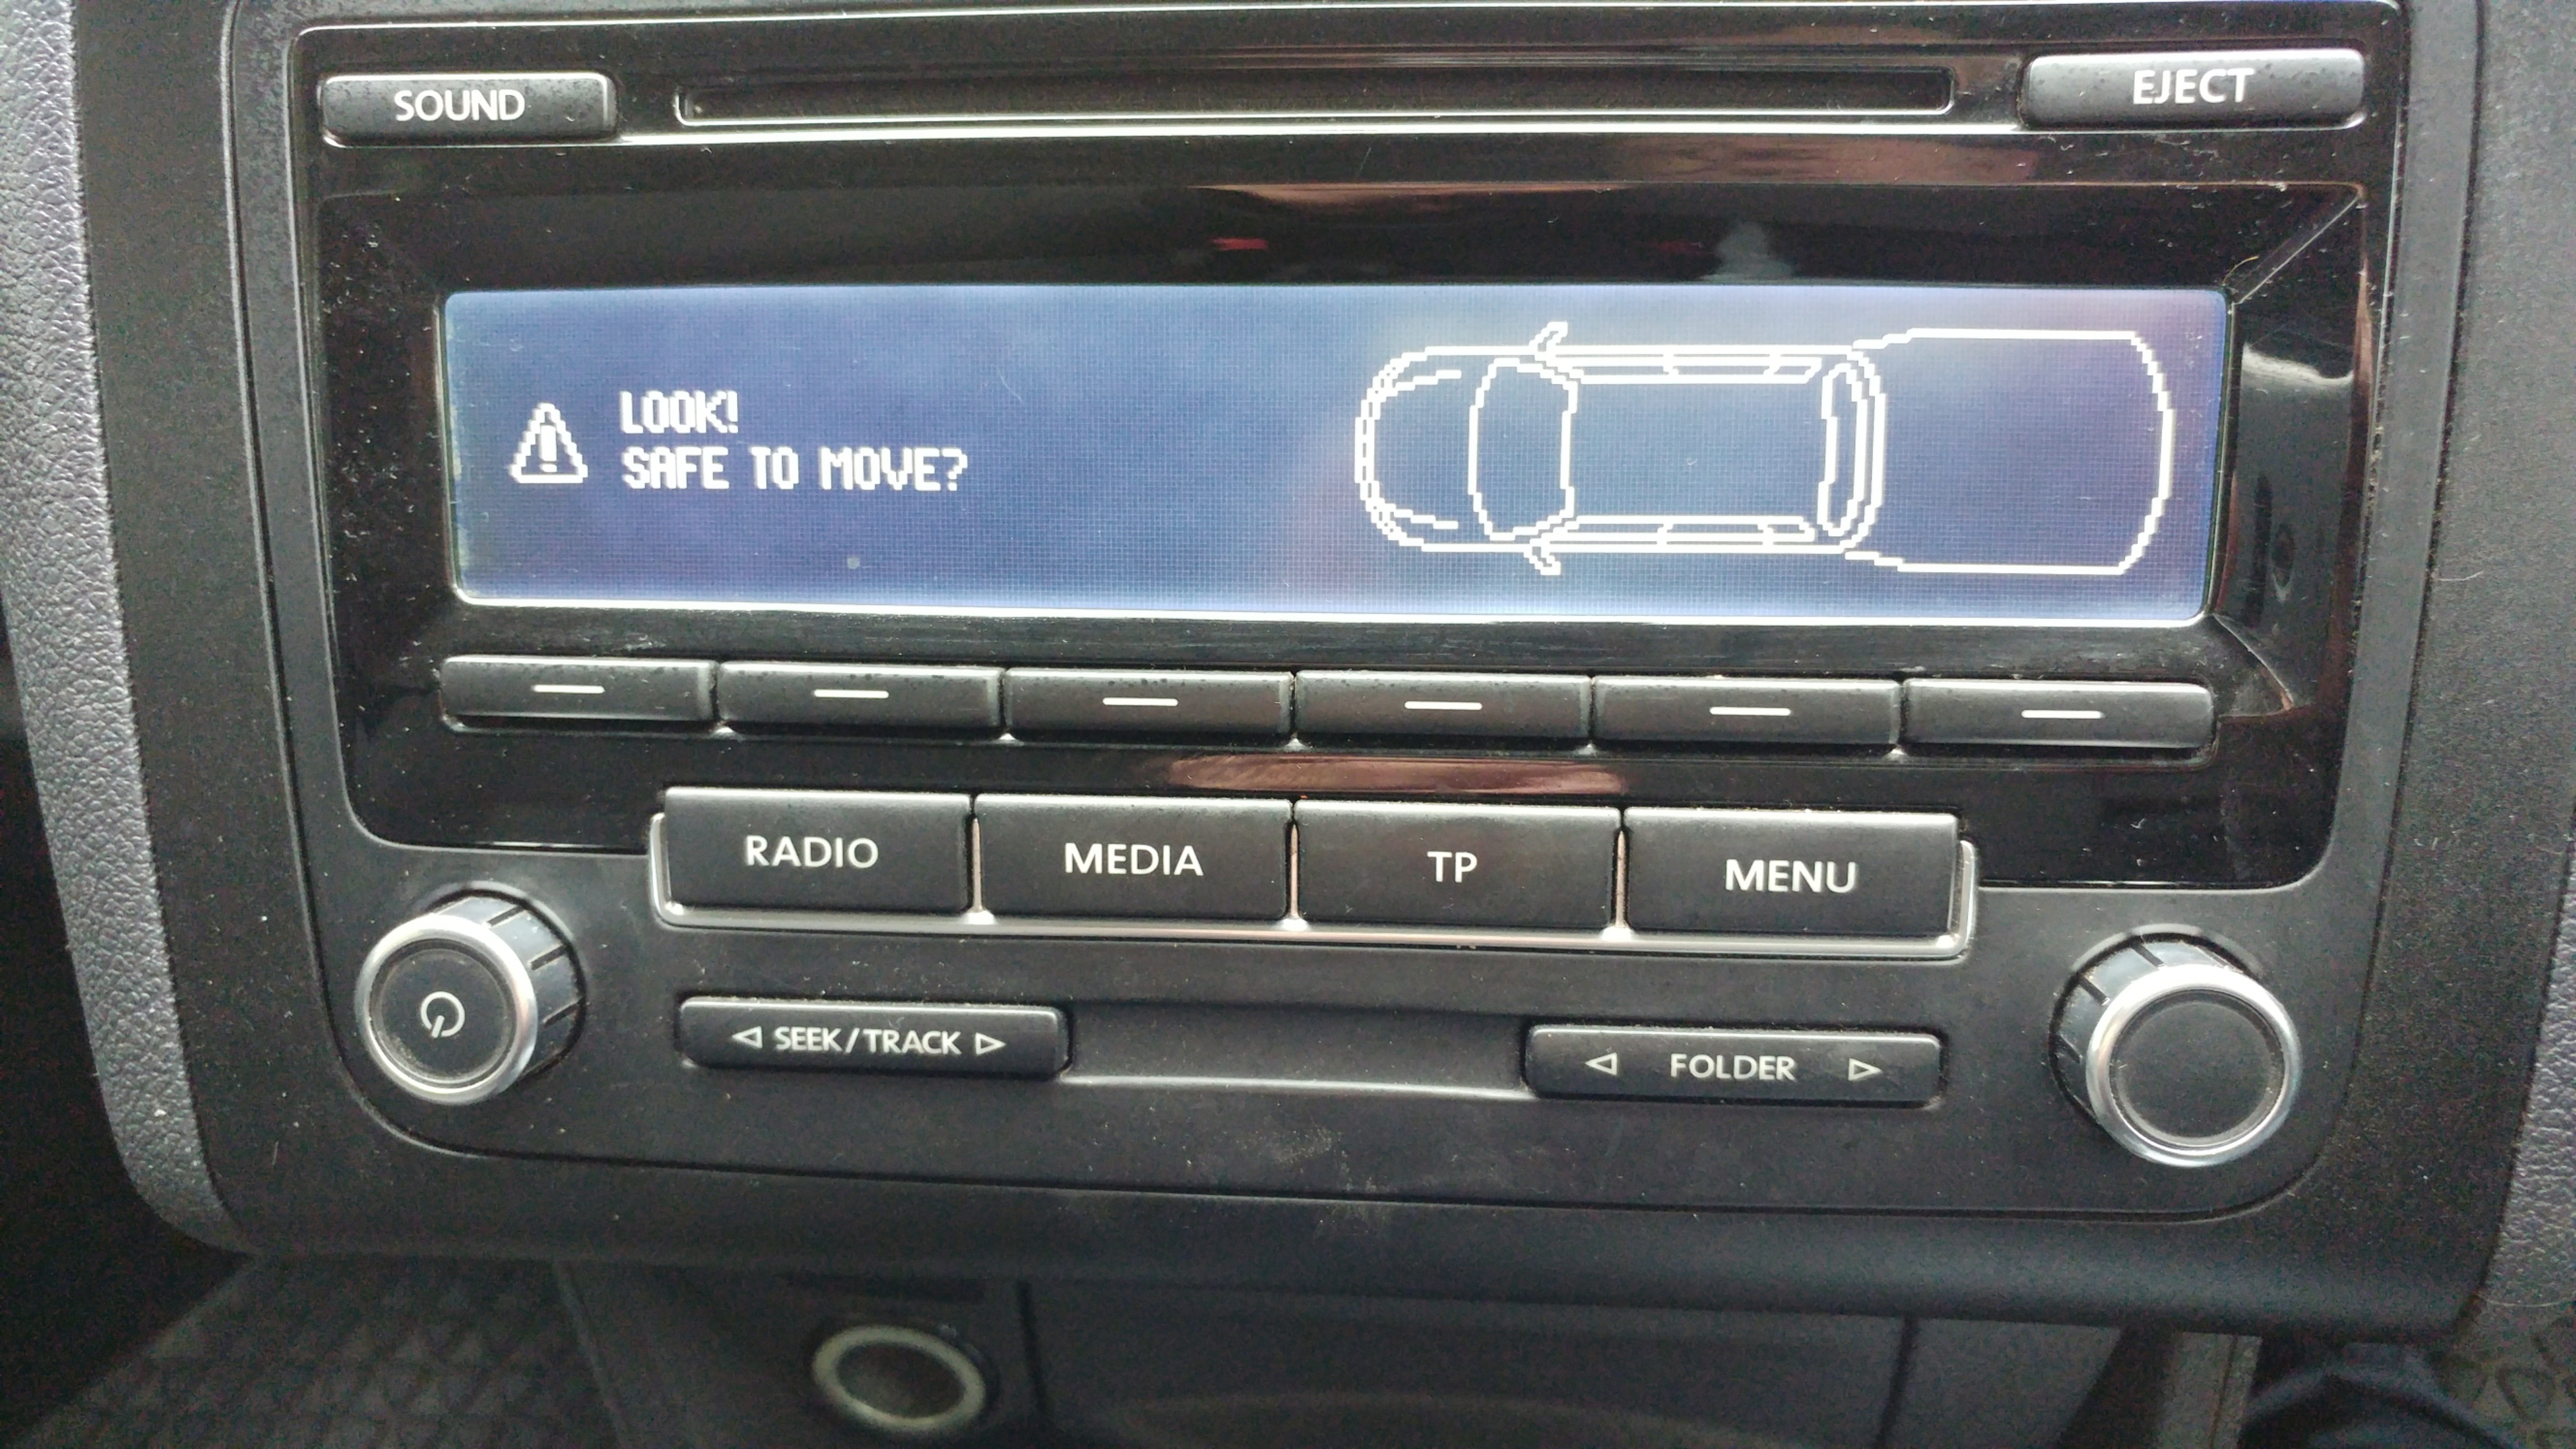 SOUND
EJECT
LOOK!
SAFE TO MOVE?
RADIO
MEDIA
TP
MENU
◁ SEEK/TRACK ▷
◁ FOLDER ▷